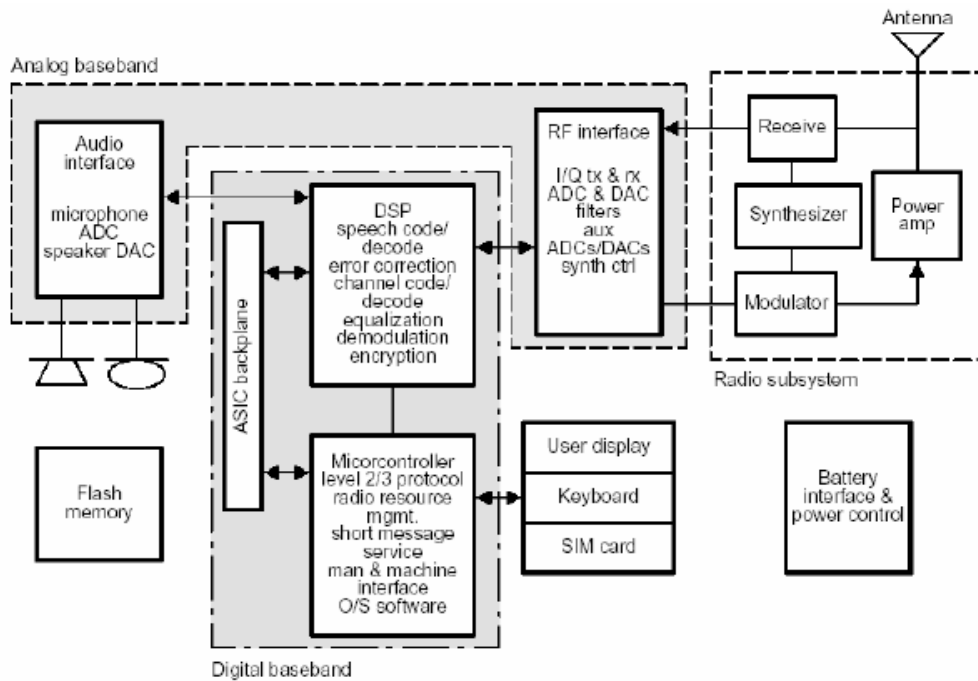 Antenna
Analog baseband
Audio
interface
microphone
ADC
speaker DAC
RF interface
I/Q tx & rx
ADC & DAC
filters
aux
ADCs/DACs
synth ctrl
Receive
Synthesizer
Power
amp
Modulator
Radio subsystem
DSP
speech code/
decode
error correction
channel code/
decode
equalization
demodulation
encryption
ASIC backplane
Flash
memory
Micorcontroller
level 2/3 protocol
radio resource
mgmt.
short message
service
man & machine
interface
O/S software
User display
Keyboard
SIM card
Battery
interface &
power control
Digital baseband